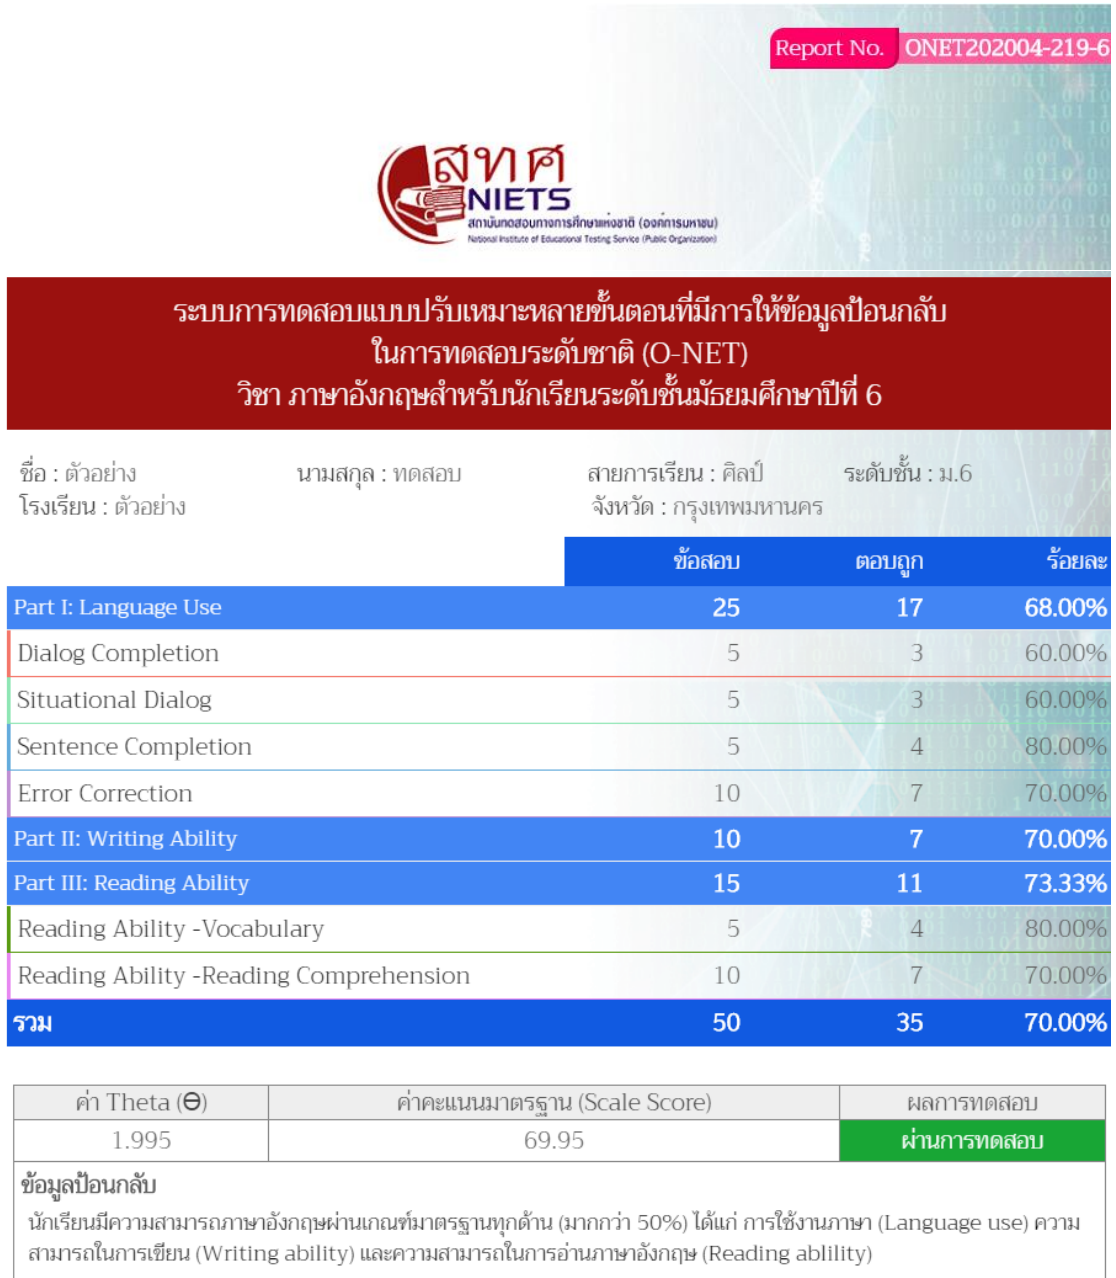 Report No. ONET202004-219-6
สทศ
NIETS
สถาบันทดสอบทางการศึกษาแห่งชาติ (องค์การมหาชน)
National Institute of Educational Testing Service (Public Organization)
ระบบการทดสอบแบบปรับเหมาะหลายขั้นตอนที่มีการให้ข้อมูลป้อนกลับ
ในการทดสอบระดับชาติ (O-NET)
วิชา ภาษาอังกฤษสำหรับนักเรียนระดับชั้นมัธยมศึกษาปีที่ 6
ชื่อ : ตัวอย่าง นามสกุล : ทดสอบ สายการเรียน : ศิลป์ ระดับชั้น : ม.6
โรงเรียน : ตัวอย่าง จังหวัด : กรุงเทพมหานคร
ข้อสอบ ตอบถูก ร้อยละ
Part I: Language Use 25 17 68.00%
Dialog Completion 5 3 60.00%
Situational Dialog 5 3 60.00%
Sentence Completion 5 4 80.00%
Error Correction 10 7 70.00%
Part II: Writing Ability 10 7 70.00%
Part III: Reading Ability 15 11 73.33%
Reading Ability -Vocabulary 5 4 80.00%
Reading Ability -Reading Comprehension 10 7 70.00%
รวม 50 35 70.00%
ค่า Theta (Θ) ค่าคะแนนมาตรฐาน (Scale Score) ผลการทดสอบ
1.995 69.95 ผ่านการทดสอบ
ข้อมูลป้อนกลับ
นักเรียนมีความสามารถภาษาอังกฤษผ่านเกณฑ์มาตรฐานทุกด้าน (มากกว่า 50%) ได้แก่ การใช้งานภาษา (Language use) ความ
สามารถในการเขียน (Writing ability) และความสามารถในการอ่านภาษาอังกฤษ (Reading ablility)